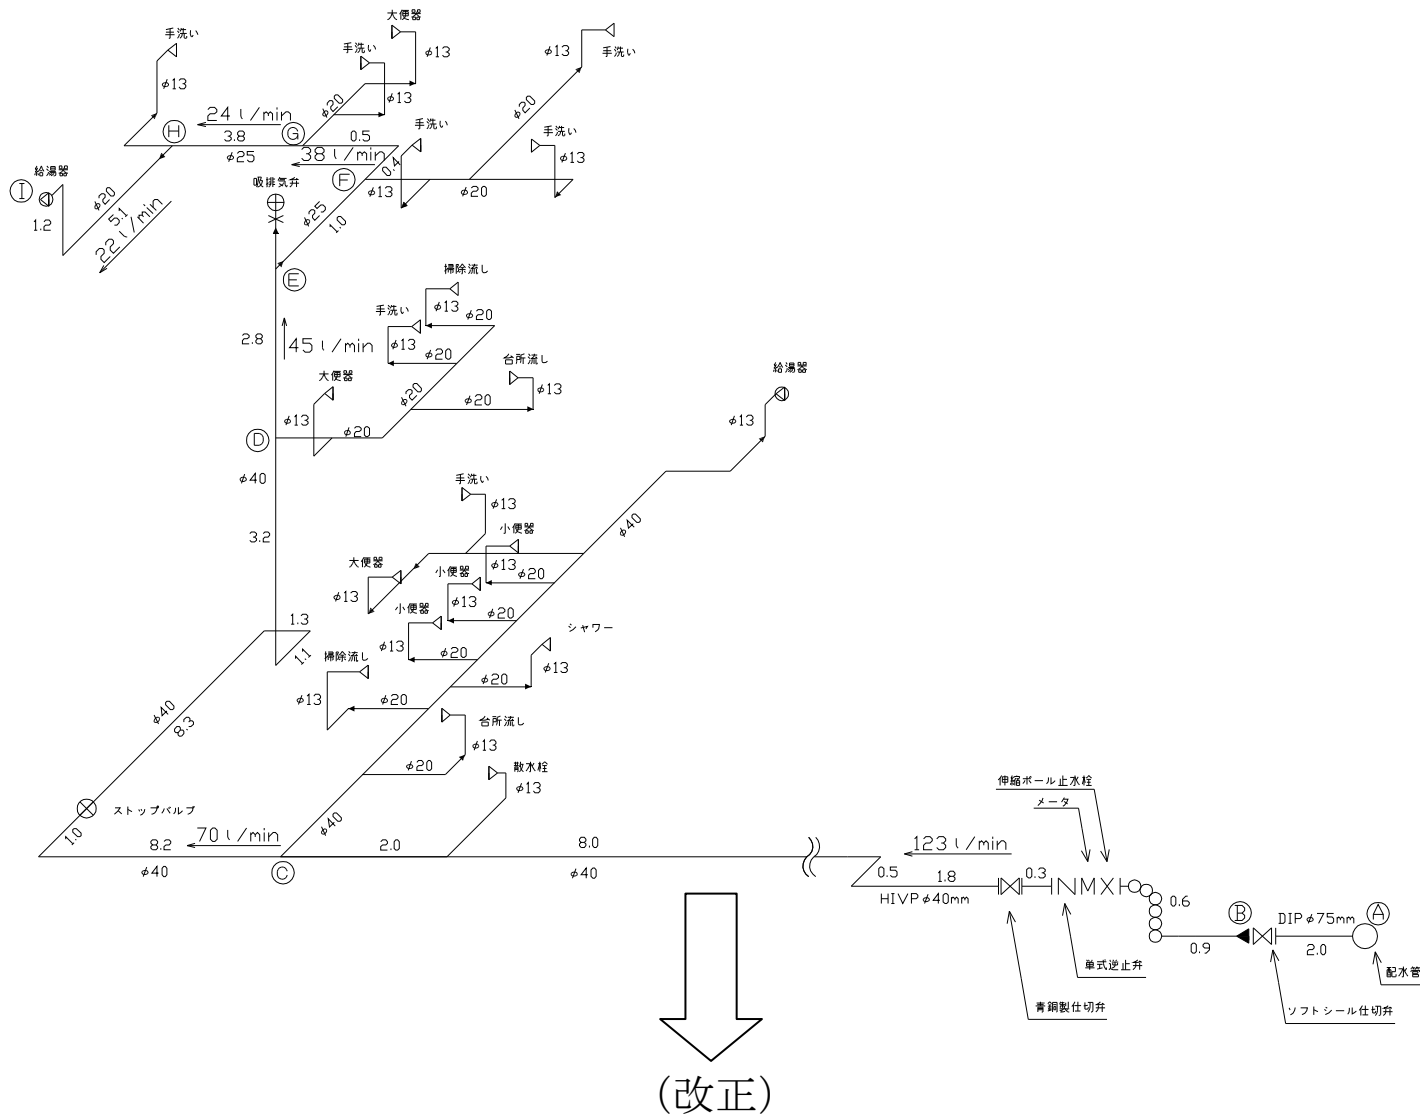 大便器
手洗い
手洗い
φ13
φ13
手洗い
φ13
φ20
φ13
φ20
24 l/min
手洗い
手洗い
H
G
3.8
0.5
φ25
38 l/min
φ13
0.4
給湯器
I
吸排気弁
F
φ13
φ20
φ20
5.1
22 l/min
1.2
φ25
1.0
掃除流し
E
手洗い
φ13
φ20
2.8
45 l/min
φ13
φ20
台所流し
給湯器
大便器
φ20
φ20
φ13
φ13
φ13
D
φ20
φ40
手洗い
φ13
小便器
φ40
3.2
大便器
小便器
φ13
φ20
φ13
φ13
小便器
φ20
1.3
シャワー
φ13
φ20
1.1
掃除流し
φ13
φ20
φ13
φ20
φ40
8.3
台所流し
φ13
φ20
散水栓
φ13
伸縮ボール止水栓
メータ
ストップバルブ
φ40
1.0
70 l/min
8.2
2.0
8.0
123 l/min
φ40
C
φ40
0.5
1.8
0.3
HIVPφ40mm
NMX
0.6
B
DIPφ75mm
A
0.9
2.0
単式逆止弁
配水管
青銅製仕切弁
ソフトシール仕切弁
(改正)